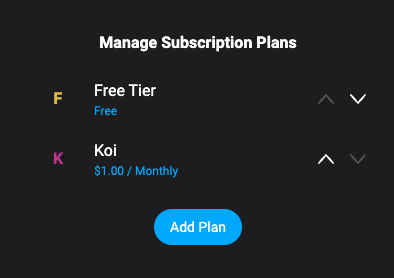 Manage Subscription Plans
F
Free Tier
Free
K
Koi
$1.00 / Monthly
Add Plan